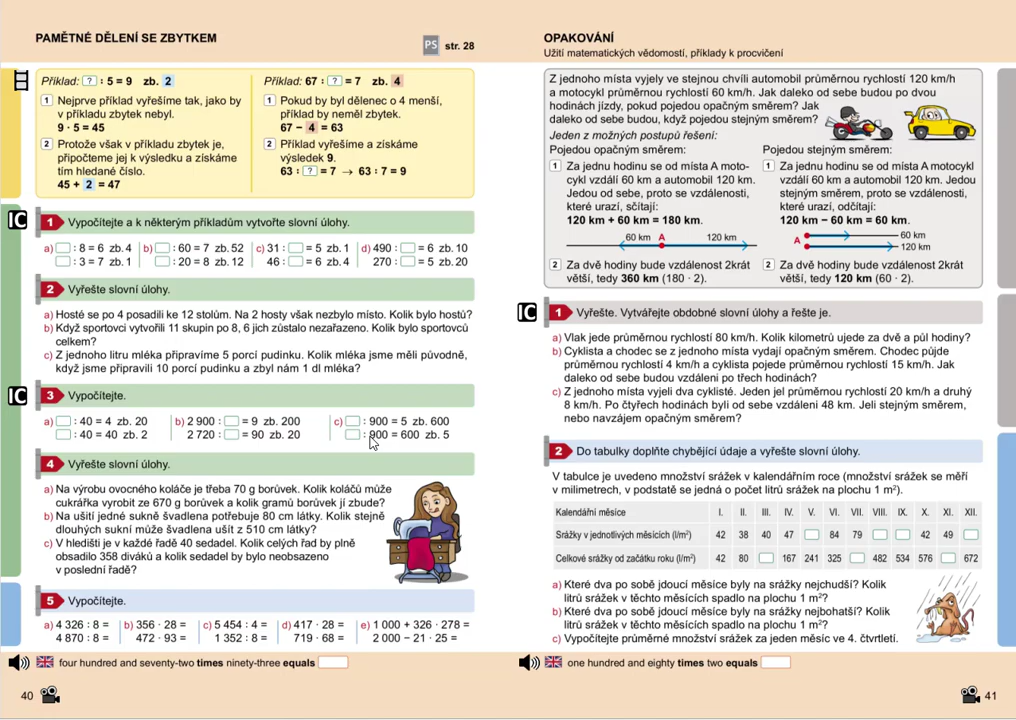 PAMĚTNÉ DĚLENÍ SE ZBYTKEM
PS str. 28
Příklad: ? : 5 = 9 zb. 2
1 Nejprve příklad vyřešíme tak, jako by
v příkladu zbytek nebyl.
9 · 5 = 45
2 Protože však v příkladu zbytek je,
připočteme jej k výsledku a získáme
tím hledané číslo.
45 + 2 = 47
Příklad: 67 : ? = 7 zb. 4
1 Pokud by byl dělenec o 4 menší,
příklad by neměl zbytek.
67 − 4 = 63
2 Příklad vyřešíme a získáme
výsledek 9.
63 : ? = 7 → 63 : 7 = 9
IC
1 Vypočítejte a k některým příkladům vytvořte slovní úlohy.
a) : 8 = 6 zb. 4 b) : 60 = 7 zb. 52 c) 31 : = 5 zb. 1 d) 490 : = 6 zb. 10
: 3 = 7 zb. 1 : 20 = 8 zb. 12 46 : = 6 zb. 4 270 : = 5 zb. 20
2 Vyřešte slovní úlohy.
a) Hosté se po 4 posadili ke 12 stolům. Na 2 hosty však nezbylo místo. Kolik bylo hostů?
b) Když sportovci vytvořili 11 skupin po 8, 6 jich zůstalo nezařazeno. Kolik bylo sportovců
celkem?
c) Z jednoho litru mléka připravíme 5 porcí pudinku. Kolik mléka jsme měli původně,
když jsme připravili 10 porcí pudinku a zbyl nám 1 dl mléka?
IC
3 Vypočítejte.
a) : 40 = 4 zb. 20 b) 2 900 : = 9 zb. 200 c) : 900 = 5 zb. 600
: 40 = 40 zb. 2 2 720 : = 90 zb. 20 : 900 = 600 zb. 5
4 Vyřešte slovní úlohy.
a) Na výrobu ovocného koláče je třeba 70 g borůvek. Kolik koláčů může
cukrářka vyrobit ze 670 g borůvek a kolik gramů borůvek jí zbude?
b) Na ušití jedné sukně švadlena potřebuje 80 cm látky. Kolik stejně
dlouhých sukní může švadlena ušít z 510 cm látky?
c) V hledišti je v každé řadě 40 sedadel. Kolik celých řad by plně
obsadilo 358 diváků a kolik sedadel by bylo neobsazeno
v poslední řadě?
5 Vypočítejte.
a) 4 326 : 8 = b) 356 · 28 = c) 5 454 : 4 = d) 417 · 28 = e) 1 000 + 326 · 278 =
4 870 : 8 = 472 · 93 = 1 352 : 8 = 719 · 68 = 2 000 − 21 · 25 =
four hundred and seventy-two times ninety-three equals
40
OPAKOVÁNÍ
Užití matematických vědomostí, příklady k procvičení
Z jednoho místa vyjely ve stejnou chvíli automobil průměrnou rychlostí 120 km/h
a motocykl průměrnou rychlostí 60 km/h. Jak daleko od sebe budou po dvou
hodinách jízdy, pokud pojedou opačným směrem? Jak
daleko od sebe budou, když pojedou stejným směrem?
Jeden z možných postupů řešení:
Pojedou opačným směrem:
1 Za jednu hodinu se od místa A moto-
cykl vzdálí 60 km a automobil 120 km.
Jedou od sebe, proto se vzdálenosti,
které urazí, sčítají:
120 km + 60 km = 180 km.
60 km A 120 km
2 Za dvě hodiny bude vzdálenost 2krát
větší, tedy 360 km (180 · 2).
Pojedou stejným směrem:
1 Za jednu hodinu se od místa A motocykl
vzdálí 60 km a automobil 120 km. Jedou
stejným směrem, proto se vzdálenosti,
které urazí, odčítají:
120 km − 60 km = 60 km.
A 60 km
120 km
2 Za dvě hodiny bude vzdálenost 2krát
větší, tedy 120 km (60 · 2).
IC
1 Vyřešte. Vytvářejte obdobné slovní úlohy a řešte je.
a) Vlak jede průměrnou rychlostí 80 km/h. Kolik kilometrů ujede za dvě a půl hodiny?
b) Cyklista a chodec se z jednoho místa vydají opačným směrem. Chodec půjde
průměrnou rychlostí 4 km/h a cyklista pojede průměrnou rychlostí 15 km/h. Jak
daleko od sebe budou vzdáleni po třech hodinách?
c) Z jednoho místa vyjeli dva cyklisté. Jeden jel průměrnou rychlostí 20 km/h a druhý
8 km/h. Po čtyřech hodinách byli od sebe vzdáleni 48 km. Jeli stejným směrem,
nebo navzájem opačným směrem?
2 Do tabulky doplňte chybějící údaje a vyřešte slovní úlohy.
V tabulce je uvedeno množství srážek v kalendářním roce (množství srážek se měří
v milimetrech, v podstatě se jedná o počet litrů srážek na plochu 1 m²).
Kalendářní měsíce I. II. III. IV. V. VI. VII. VIII. IX. X. XI. XII.
Srážky v jednotlivých měsících (l/m²) 42 38 40 47 84 79 42 49
Celkové srážky od začátku roku (l/m²) 42 80 167 241 325 482 534 576 672
a) Které dva po sobě jdoucí měsíce byly na srážky nejchudší? Kolik
litrů srážek v těchto měsících spadlo na plochu 1 m²?
b) Které dva po sobě jdoucí měsíce byly na srážky nejbohatší? Kolik
litrů srážek v těchto měsících spadlo na plochu 1 m²?
c) Vypočítejte průměrné množství srážek za jeden měsíc ve 4. čtvrtletí.
one hundred and eighty times two equals
41